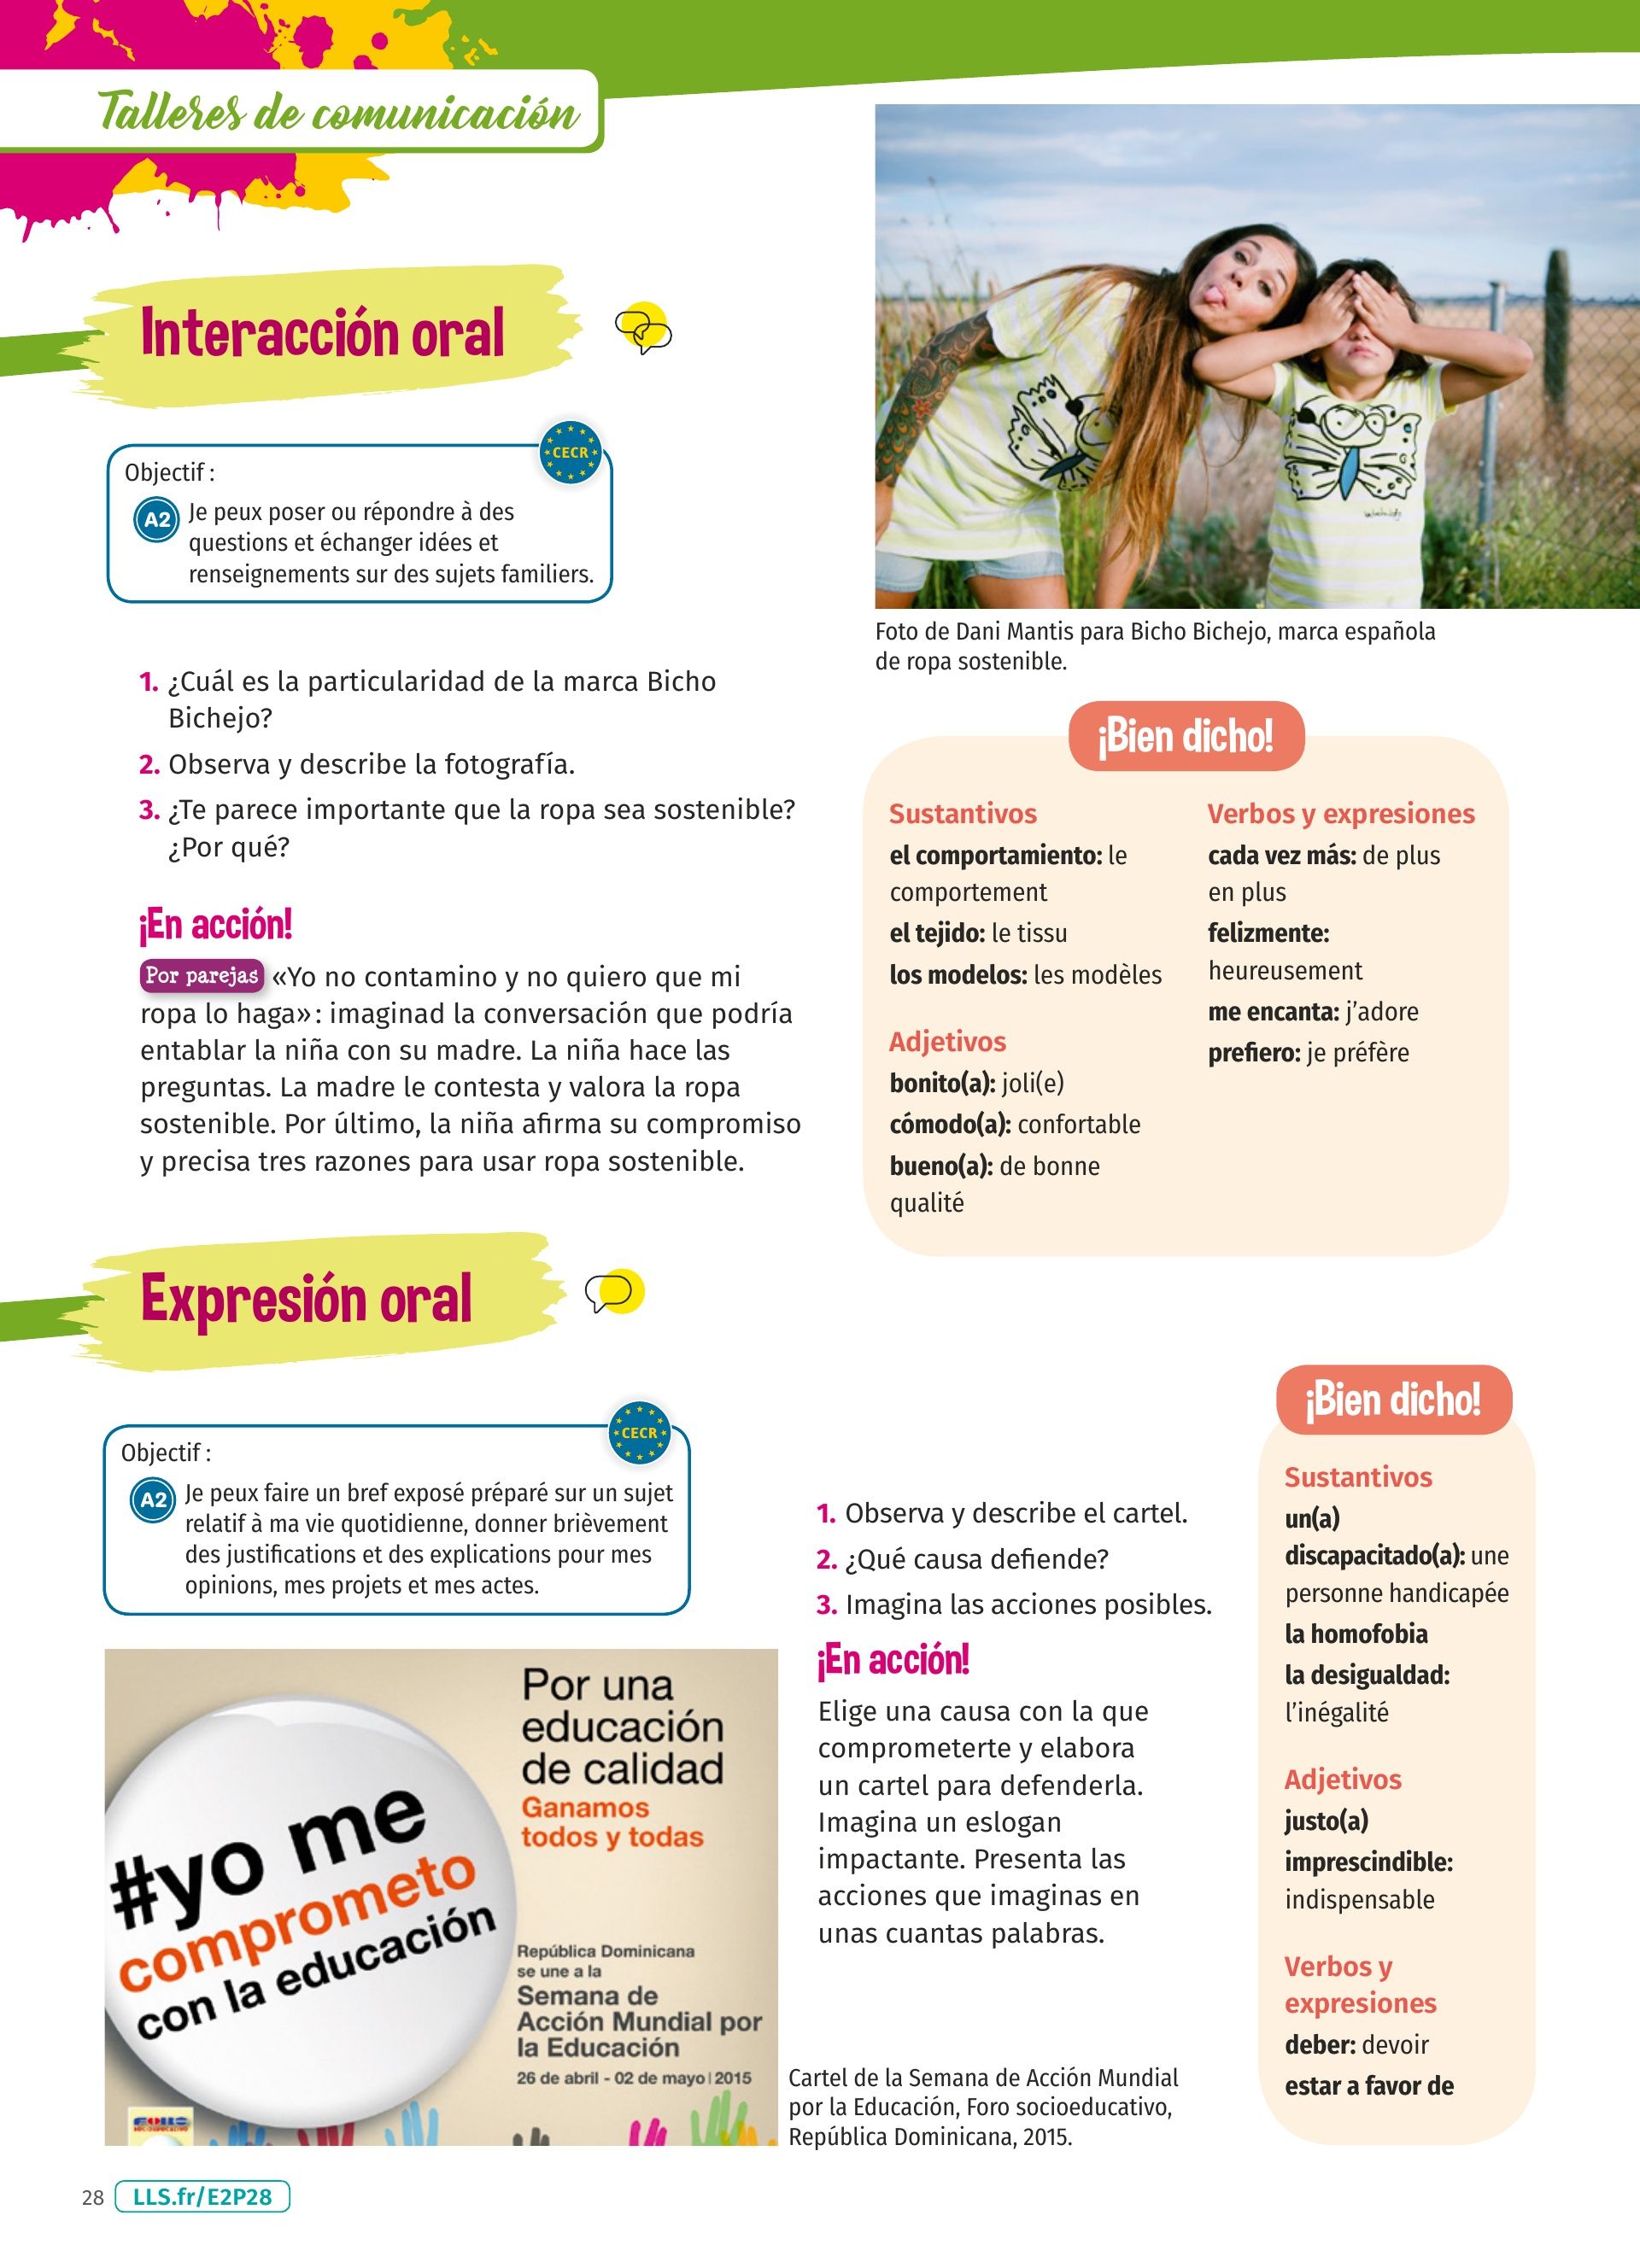 Talleres de comunicación
Interacción oral
CECR
Objectif :
A2
Je peux poser ou répondre à des
questions et échanger idées et
renseignements sur des sujets familiers.
Foto de Dani Mantis para Bicho Bichejo, marca española
de ropa sostenible.
1. ¿Cuál es la particularidad de la marca Bicho
Bichejo?
2. Observa y describe la fotografía.
3. ¿Te parece importante que la ropa sea sostenible?
¿Por qué?
¡En acción!
Por parejas «Yo no contamino y no quiero que mi
ropa lo haga» : imaginad la conversación que podría
entablar la niña con su madre. La niña hace las
preguntas. La madre le contesta y valora la ropa
sostenible. Por último, la niña afirma su compromiso
y precisa tres razones para usar ropa sostenible.
¡Bien dicho!
Sustantivos
el comportamiento: le
comportement
el tejido: le tissu
los modelos: les modèles
Adjetivos
bonito(a): joli(e)
cómodo(a): confortable
bueno(a): de bonne
qualité
Verbos y expresiones
cada vez más: de plus
en plus
felizmente:
heureusement
me encanta: j'adore
prefiero: je préfère
Expresión oral
CECR
Objectif :
A2
Je peux faire un bref exposé préparé sur un sujet
relatif à ma vie quotidienne, donner brièvement
des justifications et des explications pour mes
opinions, mes projets et mes actes.
#yo me
comprometo
con la educación
Por una
educación
de calidad
Ganamos
todos y todas
República Dominicana
se une a la
Semana de
Acción Mundial por
la Educación
26 de abril - 02 de mayo | 2015
FORO
1. Observa y describe el cartel.
2. ¿Qué causa defiende?
3. Imagina las acciones posibles.
¡En acción!
Elige una causa con la que
comprometerte y elabora
un cartel para defenderla.
Imagina un eslogan
impactante. Presenta las
acciones que imaginas en
unas cuantas palabras.
Cartel de la Semana de Acción Mundial
por la Educación, Foro socioeducativo,
República Dominicana, 2015.
¡Bien dicho!
Sustantivos
un(a)
discapacitado(a): une
personne handicapée
la homofobia
la desigualdad:
l'inégalité
Adjetivos
justo(a)
imprescindible:
indispensable
Verbos y
expresiones
deber: devoir
estar a favor de
28 LLS.fr/E2P28